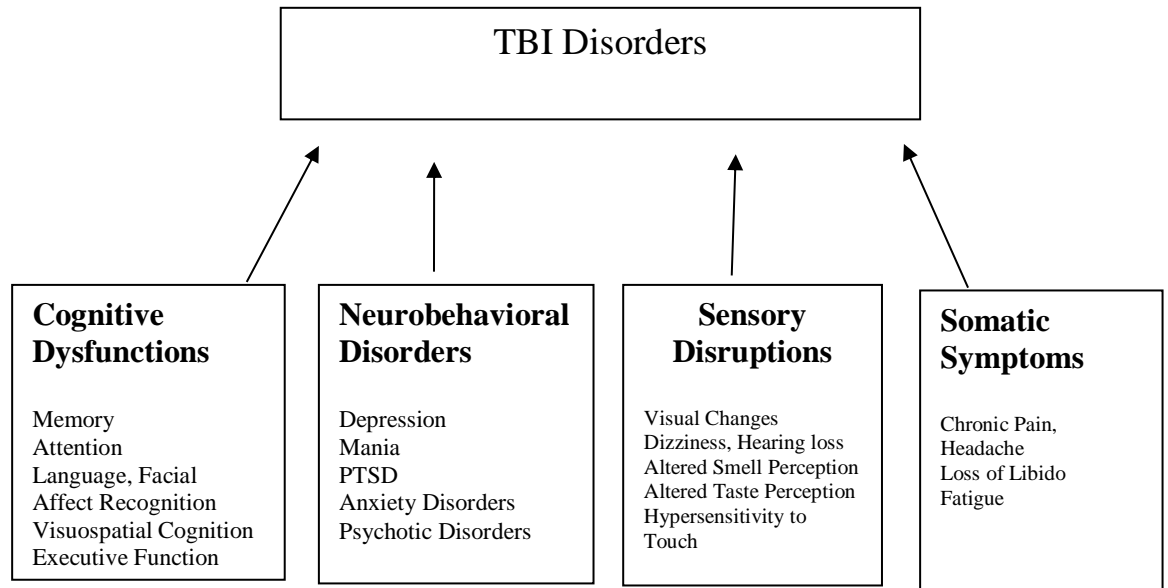 TBI Disorders
Cognitive
Dysfunctions
Memory
Attention
Language, Facial
Affect Recognition
Visuospatial Cognition
Executive Function
Neurobehavioral
Disorders
Depression
Mania
PTSD
Anxiety Disorders
Psychotic Disorders
Sensory
Disruptions
Visual Changes
Dizziness, Hearing loss
Altered Smell Perception
Altered Taste Perception
Hypersensitivity to
Touch
Somatic
Symptoms
Chronic Pain,
Headache
Loss of Libido
Fatigue